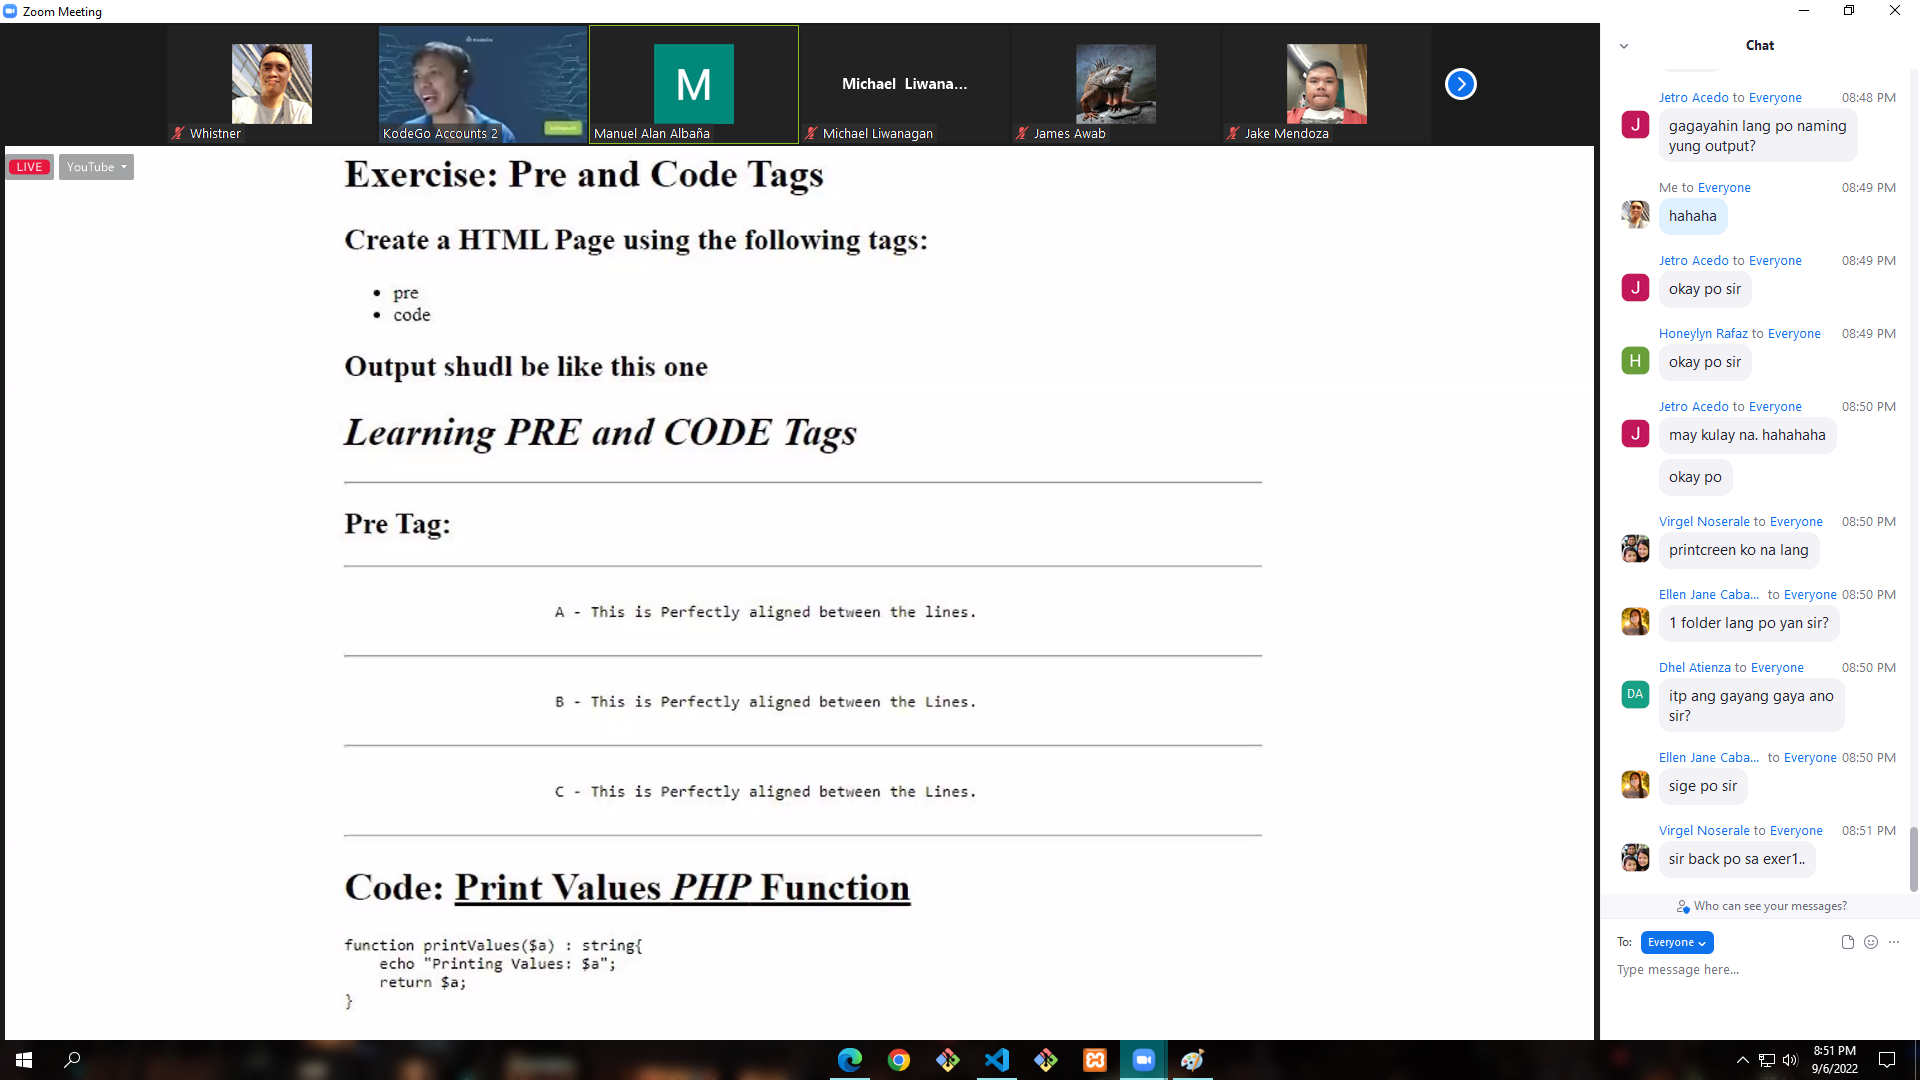 Zoom Meeting
Whistner
KodeGo
KodeGo Accounts 2
M
Manuel Alan Albaña
Michael Liwana...
Michael Liwanagan
James Awab
Jake Mendoza
LIVE
YouTube
Exercise: Pre and Code Tags
Create a HTML Page using the following tags:
pre
code
Output shudl be like this one
Learning PRE and CODE Tags
Pre Tag:
A - This is Perfectly aligned between the lines.
B - This is Perfectly aligned between the Lines.
C - This is Perfectly aligned between the Lines.
Code: Print Values PHP Function
function printValues($a) : string{
echo "Printing Values: $a";
return $a;
}
Chat
Jetro Acedo to Everyone 08:48 PM
J
gagayahin lang po naming
yung output?
Me to Everyone 08:49 PM
hahaha
Jetro Acedo to Everyone 08:49 PM
J
okay po sir
Honeylyn Rafaz to Everyone 08:49 PM
H
okay po sir
Jetro Acedo to Everyone 08:50 PM
J
may kulay na. hahahaha
okay po
Virgel Noserale to Everyone 08:50 PM
printcreen ko na lang
Ellen Jane Caba... to Everyone 08:50 PM
1 folder lang po yan sir?
Dhel Atienza to Everyone 08:50 PM
DA
itp ang gayang gaya ano
sir?
Ellen Jane Caba... to Everyone 08:50 PM
sige po sir
Virgel Noserale to Everyone 08:51 PM
sir back po sa exer1..
Who can see your messages?
To: Everyone
Type message here...
8:51 PM
9/6/2022